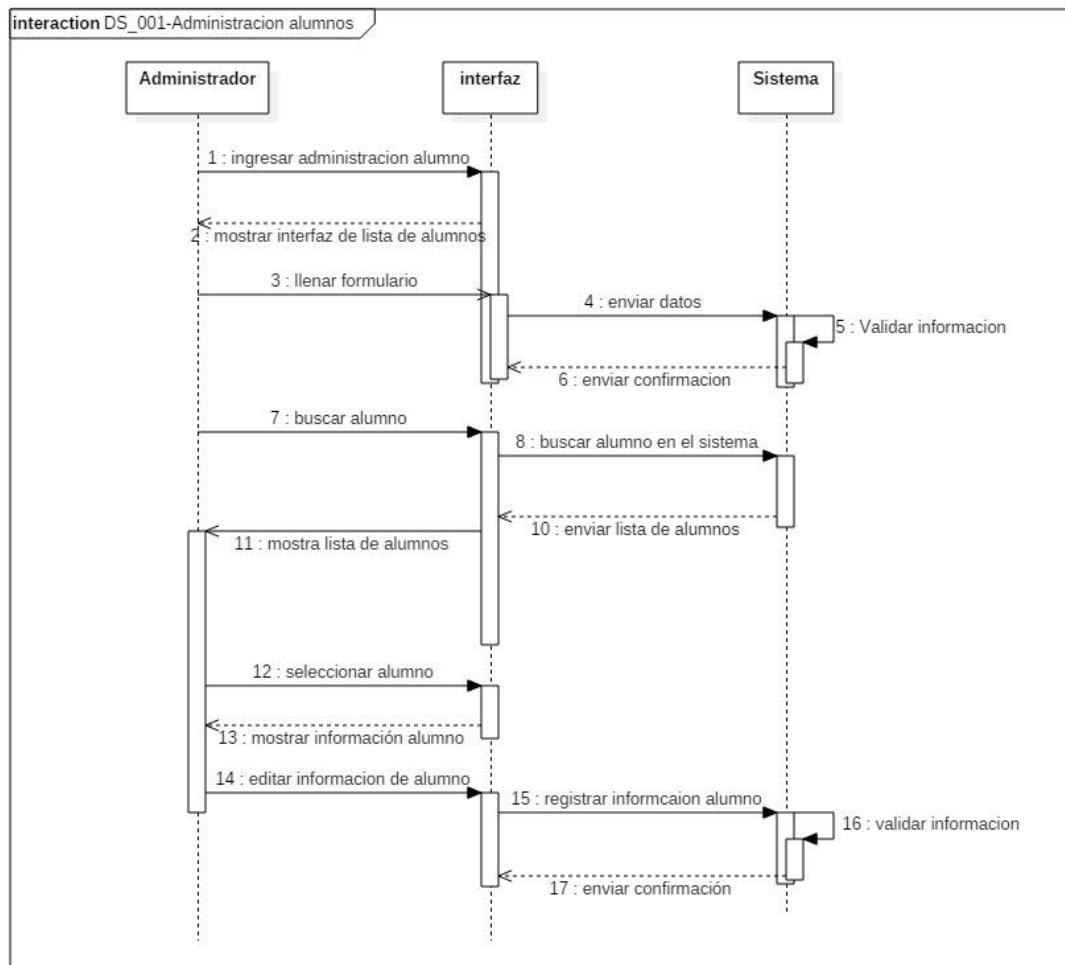 interaction DS_001-Administracion alumnos
Administrador
interfaz
Sistema
1 : ingresar administracion alumno
2 : mostrar interfaz de lista de alumnos
3 : llenar formulario
4 : enviar datos
5 : Validar informacion
6 : enviar confirmacion
7 : buscar alumno
8 : buscar alumno en el sistema
10 : enviar lista de alumnos
11 : mostra lista de alumnos
12 : seleccionar alumno
13 : mostrar información alumno
14 : editar informacion de alumno
15 : registrar informcaion alumno
16 : validar informacion
17 : enviar confirmación